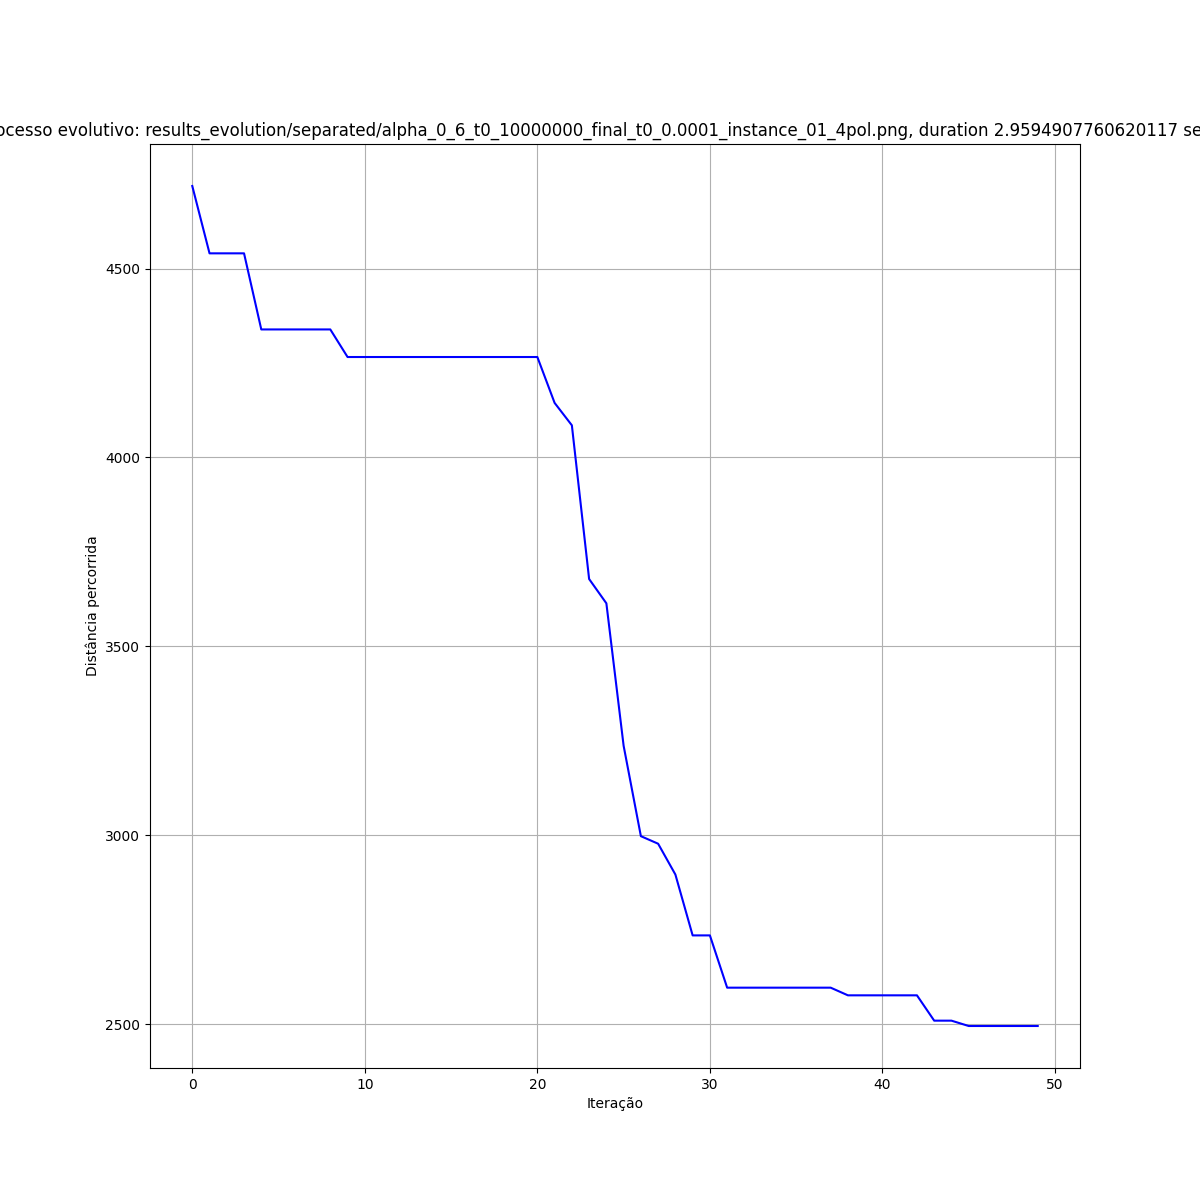 ocesso evolutivo: results_evolution/separated/alpha_0_6_t0_10000000_final_t0_0.0001_instance_01_4pol.png, duration 2.9594907760620117 se
4500
4000
3500
3000
2500
Distância percorrida
0 10 20 30 40 50
Iteração